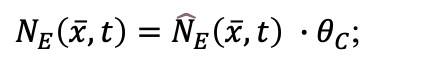 N_E(x̄, t) = N̂_E(x̄, t) · θ_C;